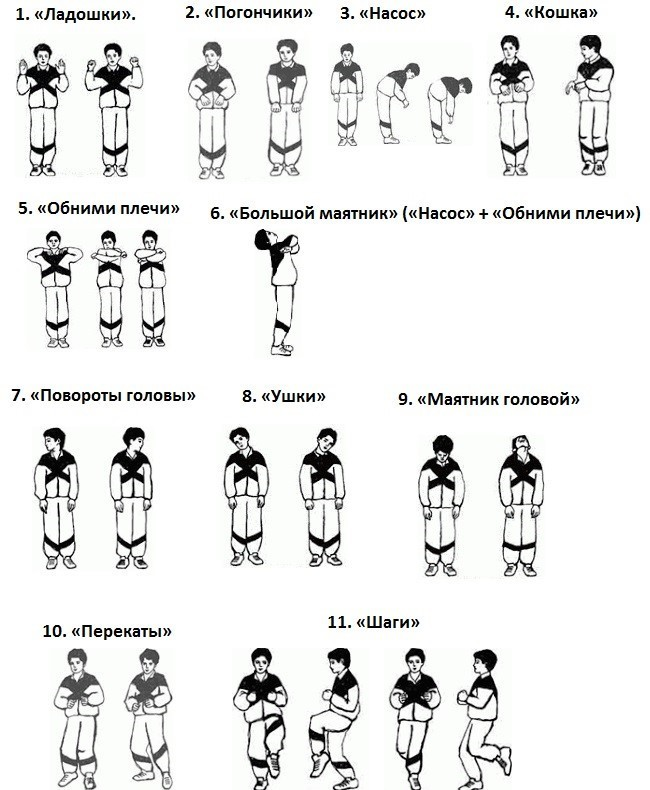 1. «Ладошки».
2. «Погончики»
3. «Насос»
4. «Кошка»
5. «Обними плечи»
6. «Большой маятник» («Насос» + «Обними плечи»)
7. «Повороты головы»
8. «Ушки»
9. «Маятник головой»
10. «Перекаты»
11. «Шаги»